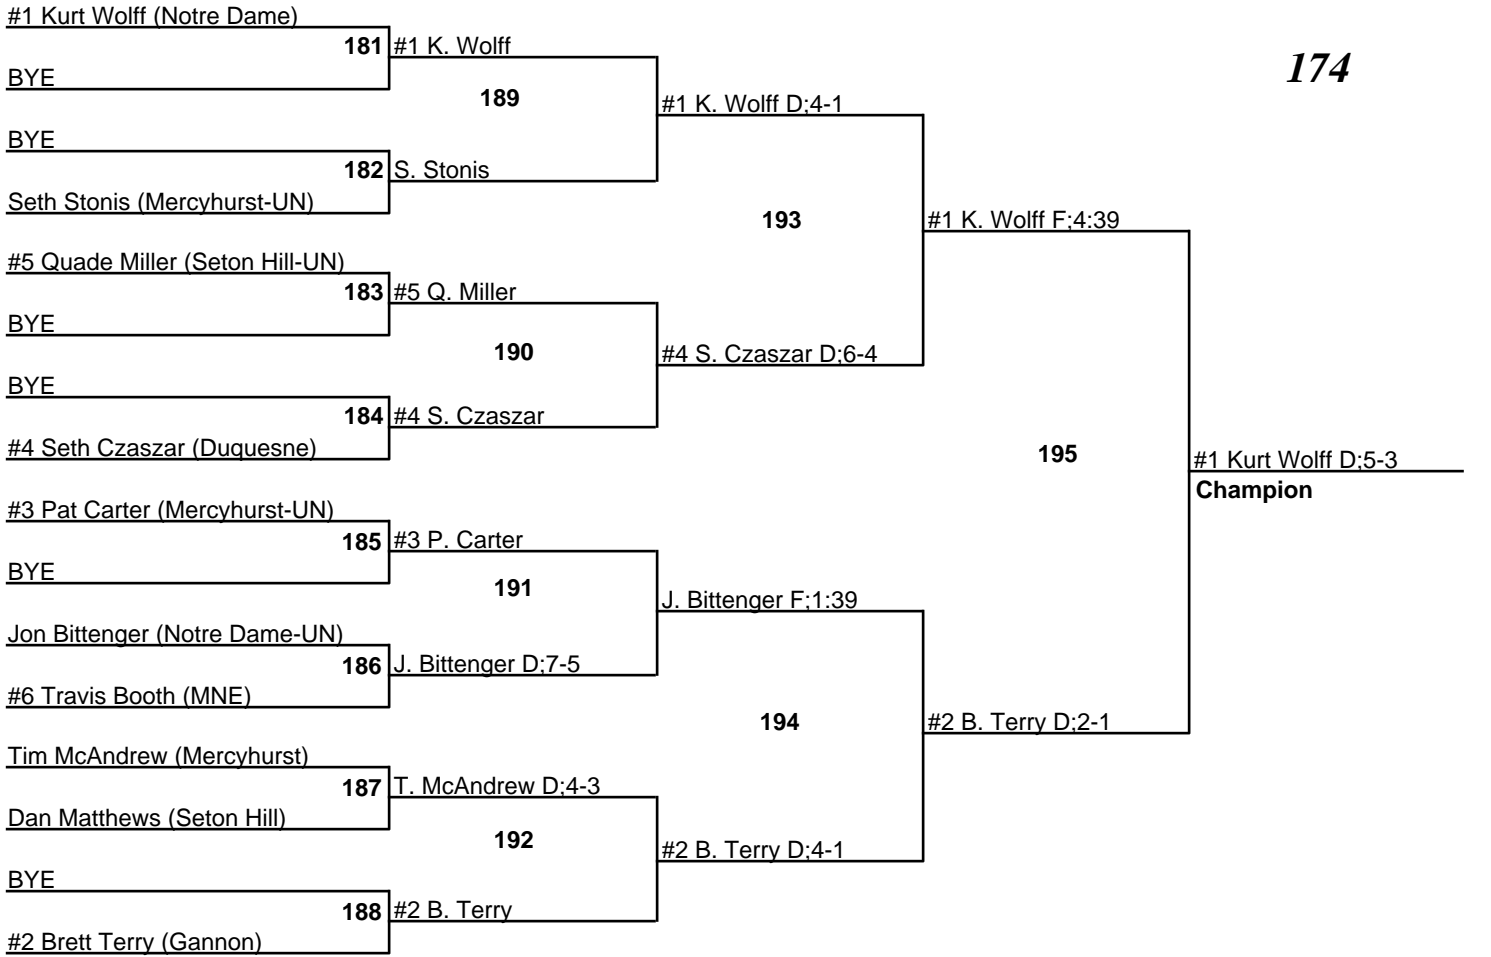 #1 Kurt Wolff (Notre Dame)
181 #1 K. Wolff
174
BYE
189
#1 K. Wolff D;4-1
BYE
182 S. Stonis
Seth Stonis (Mercyhurst-UN)
193
#1 K. Wolff F;4:39
#5 Quade Miller (Seton Hill-UN)
183 #5 Q. Miller
BYE
190
#4 S. Czaszar D;6-4
BYE
184 #4 S. Czaszar
#4 Seth Czaszar (Duquesne)
195
#1 Kurt Wolff D;5-3
Champion
#3 Pat Carter (Mercyhurst-UN)
185 #3 P. Carter
BYE
191
J. Bittenger F;1:39
Jon Bittenger (Notre Dame-UN)
186 J. Bittenger D;7-5
#6 Travis Booth (MNE)
194
#2 B. Terry D;2-1
Tim McAndrew (Mercyhurst)
187 T. McAndrew D;4-3
Dan Matthews (Seton Hill)
192
#2 B. Terry D;4-1
BYE
188 #2 B. Terry
#2 Brett Terry (Gannon)